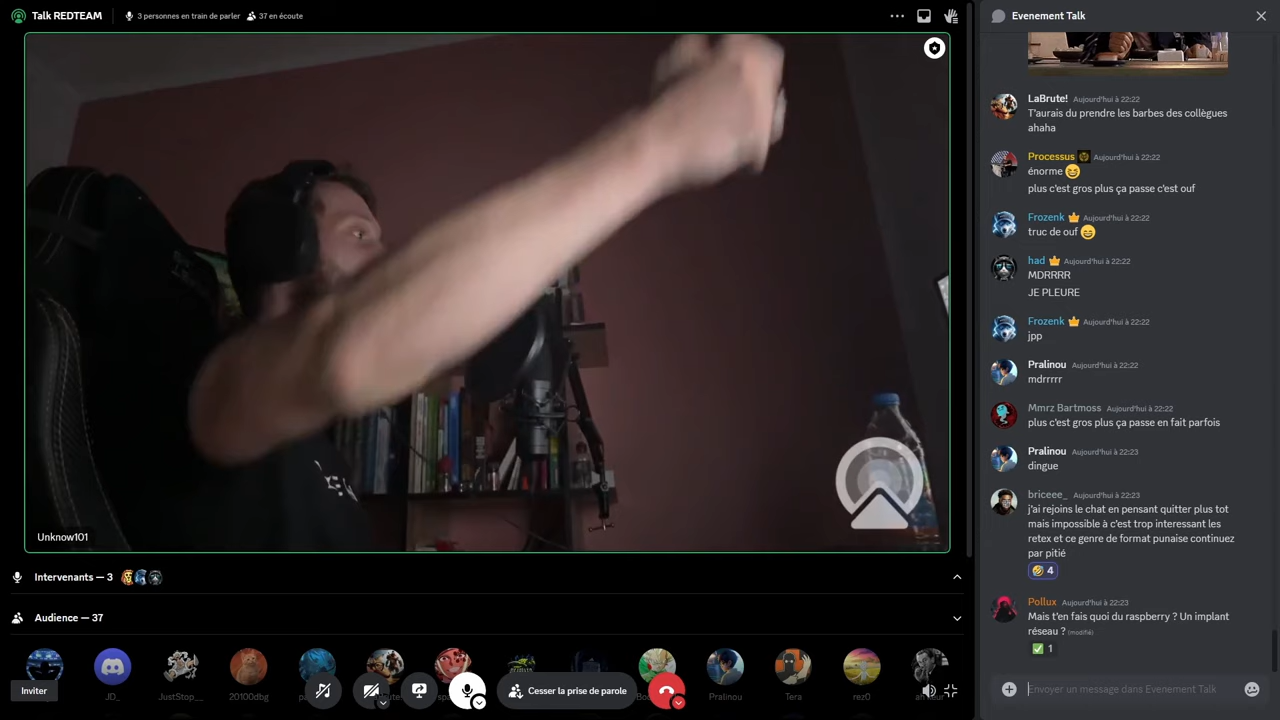 Talk REDTEAM
3 personnes en train de parler
37 en écoute
Evenement Talk
LaBrute! Aujourd'hui à 22:22
T'aurais du prendre les barbes des collègues
ahaha
Processus Aujourd'hui à 22:22
énorme
plus c'est gros plus ça passe c'est ouf
Frozenk Aujourd'hui à 22:22
truc de ouf
had Aujourd'hui à 22:22
MDRRRR
JE PLEURE
Frozenk Aujourd'hui à 22:22
jpp
Pralinou Aujourd'hui à 22:22
mdrrrrr
Mmrz Bartmoss Aujourd'hui à 22:22
plus c'est gros plus ça passe en fait parfois
Pralinou Aujourd'hui à 22:23
dingue
briceee_ Aujourd'hui à 22:23
j'ai rejoins le chat en pensant quitter plus tot
mais impossible à c'est trop interessant les
retex et ce genre de format punaise continuez
par pitié
4
Pollux Aujourd'hui à 22:23
Mais t'en fais quoi du raspberry ? Un implant
réseau ? (modifié)
1
Envoyer un message dans Evenement Talk
Unknow101
Intervenants — 3
Audience — 37
Inviter
Cesser la prise de parole
JD_
JustStop_
20100dbg
Pralinou
Tera
rez0